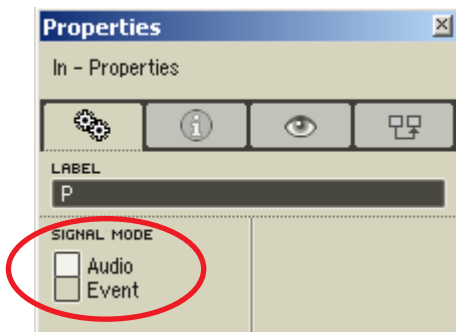 Properties
In - Properties
LABEL
P
SIGNAL MODE
Audio
Event